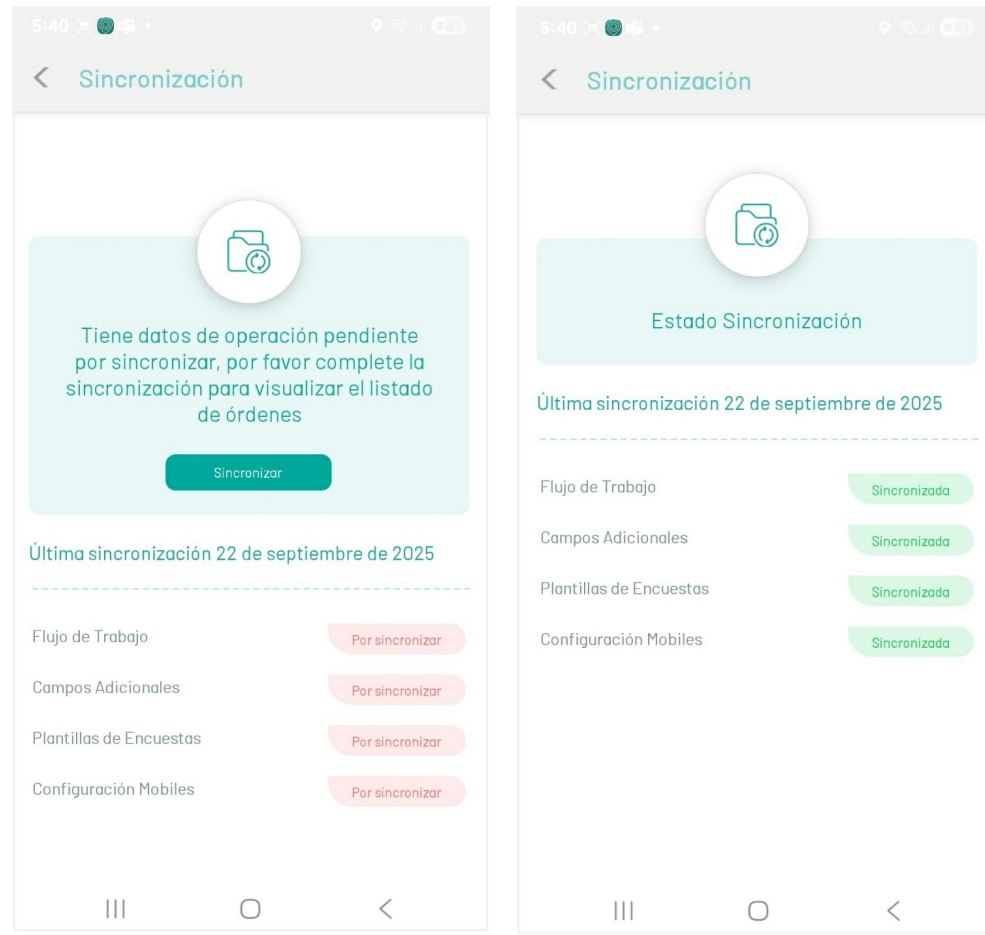 5:40
Sincronización
Tiene datos de operación pendiente
por sincronizar, por favor complete la
sincronización para visualizar el listado
de órdenes
Sincronizar
Última sincronización 22 de septiembre de 2025
Flujo de Trabajo Por sincronizar
Campos Adicionales Por sincronizar
Plantillas de Encuestas Por sincronizar
Configuración Mobiles Por sincronizar
5:40
Sincronización
Estado Sincronización
Última sincronización 22 de septiembre de 2025
Flujo de Trabajo Sincronizada
Campos Adicionales Sincronizada
Plantillas de Encuestas Sincronizada
Configuración Mobiles Sincronizada